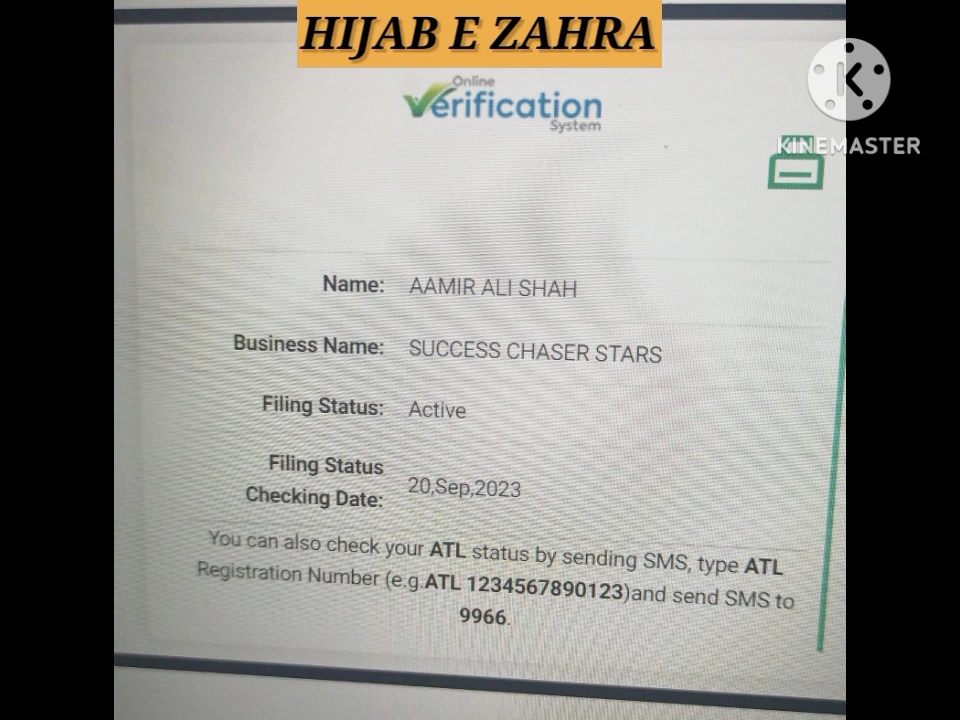 HIJAB E ZAHRA
Online
Verification
System
KINEMASTER
Name: AAMIR ALI SHAH
Business Name: SUCCESS CHASER STARS
Filing Status: Active
Filing Status
Checking Date: 20,Sep,2023
You can also check your ATL status by sending SMS, type ATL
Registration Number (e.g.ATL 1234567890123)and send SMS to
9966.